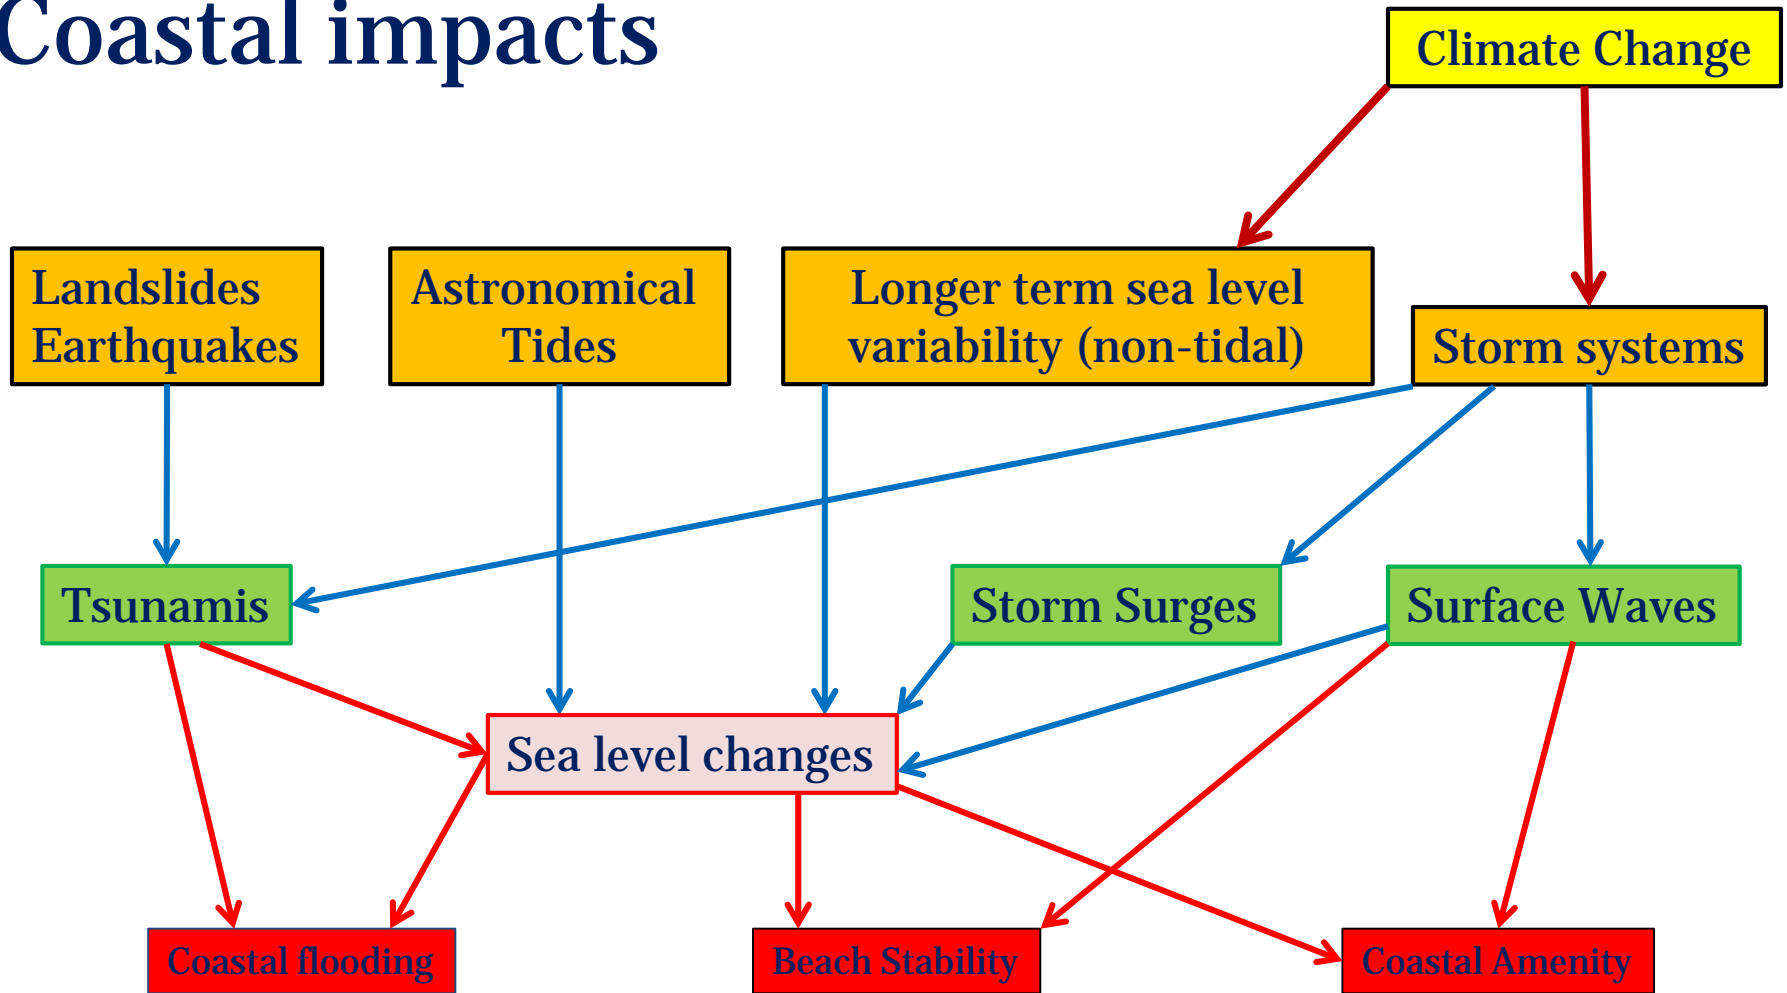 Coastal impacts
Climate Change
Landslides
Earthquakes
Astronomical
Tides
Longer term sea level
variability (non-tidal)
Storm systems
Tsunamis
Storm Surges
Surface Waves
Sea level changes
Coastal flooding
Beach Stability
Coastal Amenity